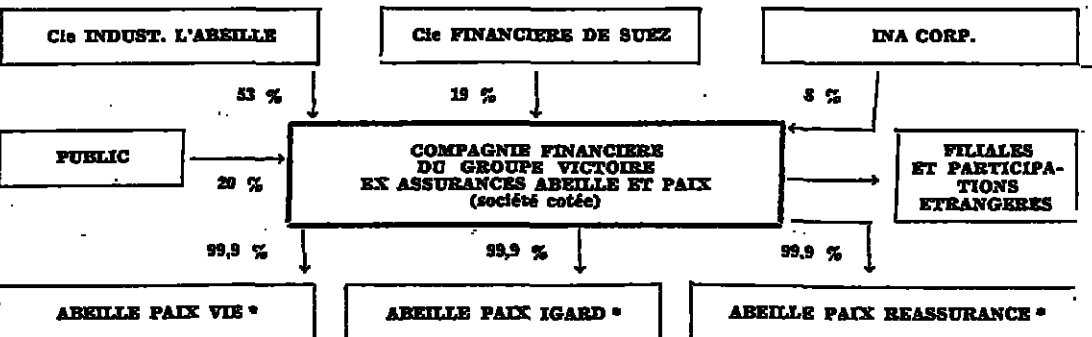 Cie INDUST. L'ABEILLE
Cie FINANCIERE DE SUEZ
INA CORP.
53 %
19 %
8 %
PUBLIC
20 %
COMPAGNIE FINANCIERE
DU GROUPE VICTOIRE
EX ASSURANCES ABEILLE ET PAIX
(société cotée)
FILIALES
ET PARTICIPA-
TIONS
ETRANGERES
99,9 %
99,9 %
99,9 %
ABEILLE PAIX VIE *
ABEILLE PAIX IGARD *
ABEILLE PAIX REASSURANCE *